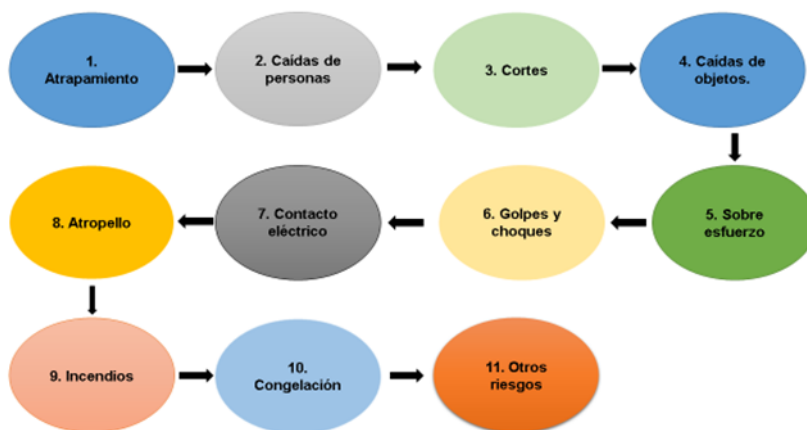 1.
Atrapamiento
2. Caídas de
personas
3. Cortes
4. Caídas de
objetos.
5. Sobre
esfuerzo
6. Golpes y
choques
7. Contacto
eléctrico
8. Atropello
9. Incendios
10.
Congelación
11. Otros
riesgos